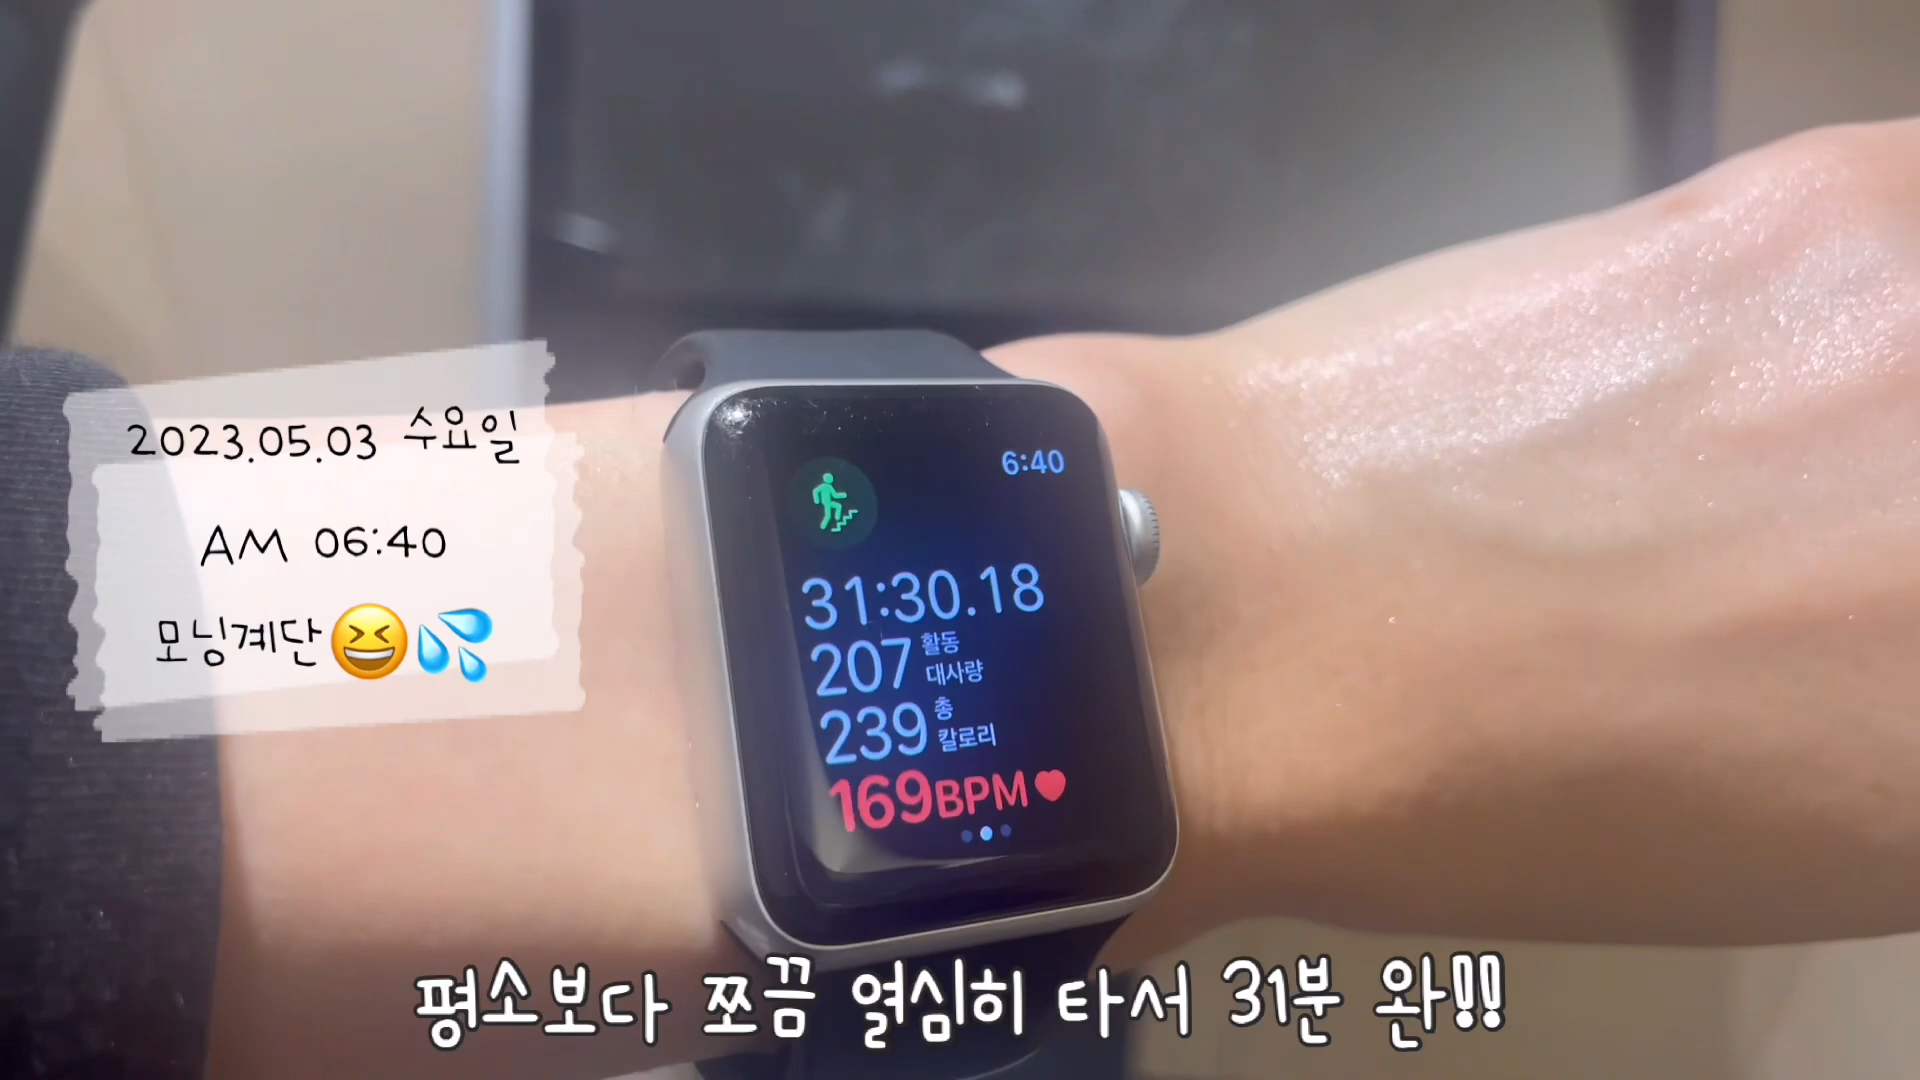 2023.05.03 수요일
AM 06:40
모닝계단😆💦
6:40
31:30.18
207 활동 대사량
239 총 칼로리
169BPM
평소보다 쪼끔 열심히 타서 31분 완!!